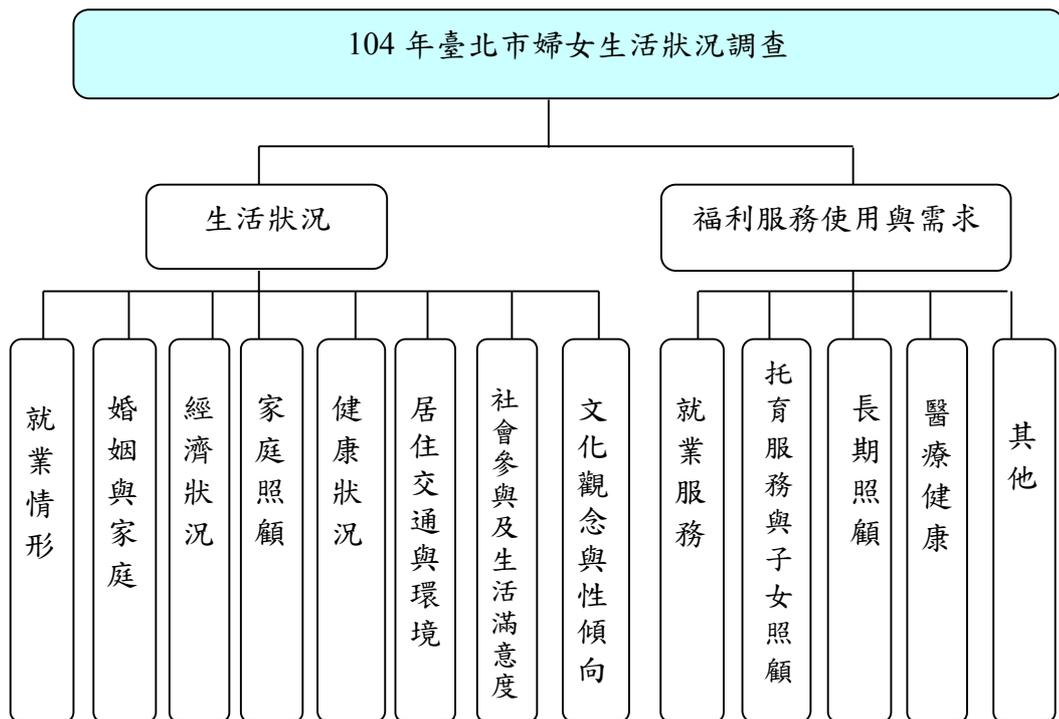 104 年臺北市婦女生活狀況調查
生活狀況
福利服務使用與需求
就業情形
婚姻與家庭
經濟狀況
家庭照顧
健康狀況
居住交通與環境
社會參與及生活滿意度
文化觀念與性傾向
就業服務
托育服務與子女照顧
長期照顧
醫療健康
其他